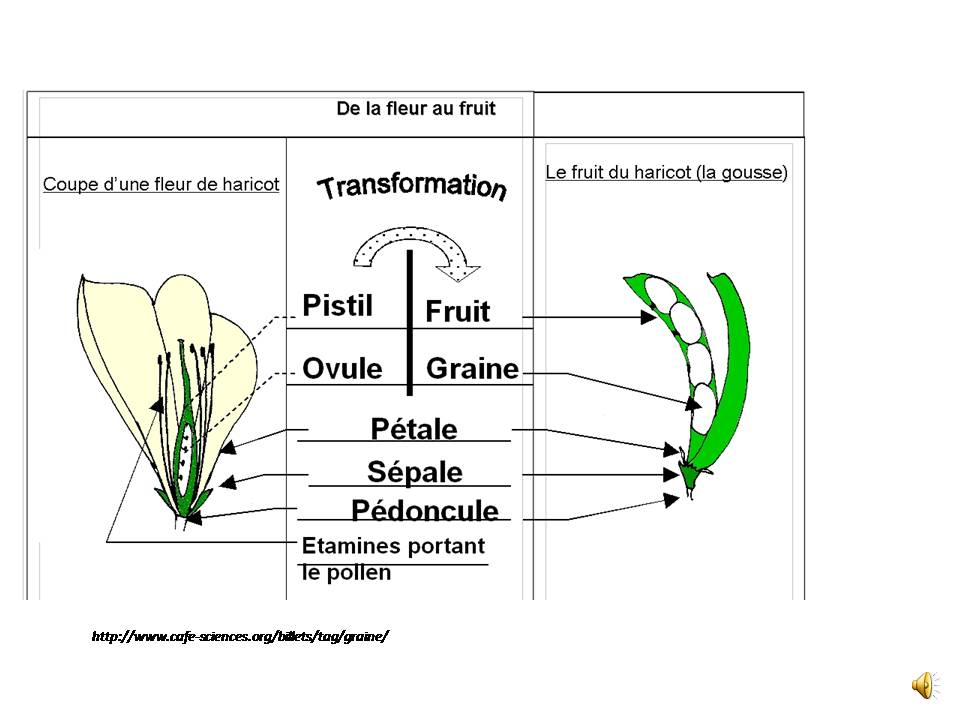 De la fleur au fruit
Coupe d'une fleur de haricot
Transformation
Le fruit du haricot (la gousse)
Pistil
Fruit
Ovule
Graine
Pétale
Sépale
Pédoncule
Etamines portant
le pollen
http://www.cafe-sciences.org/billets/tag/graine/